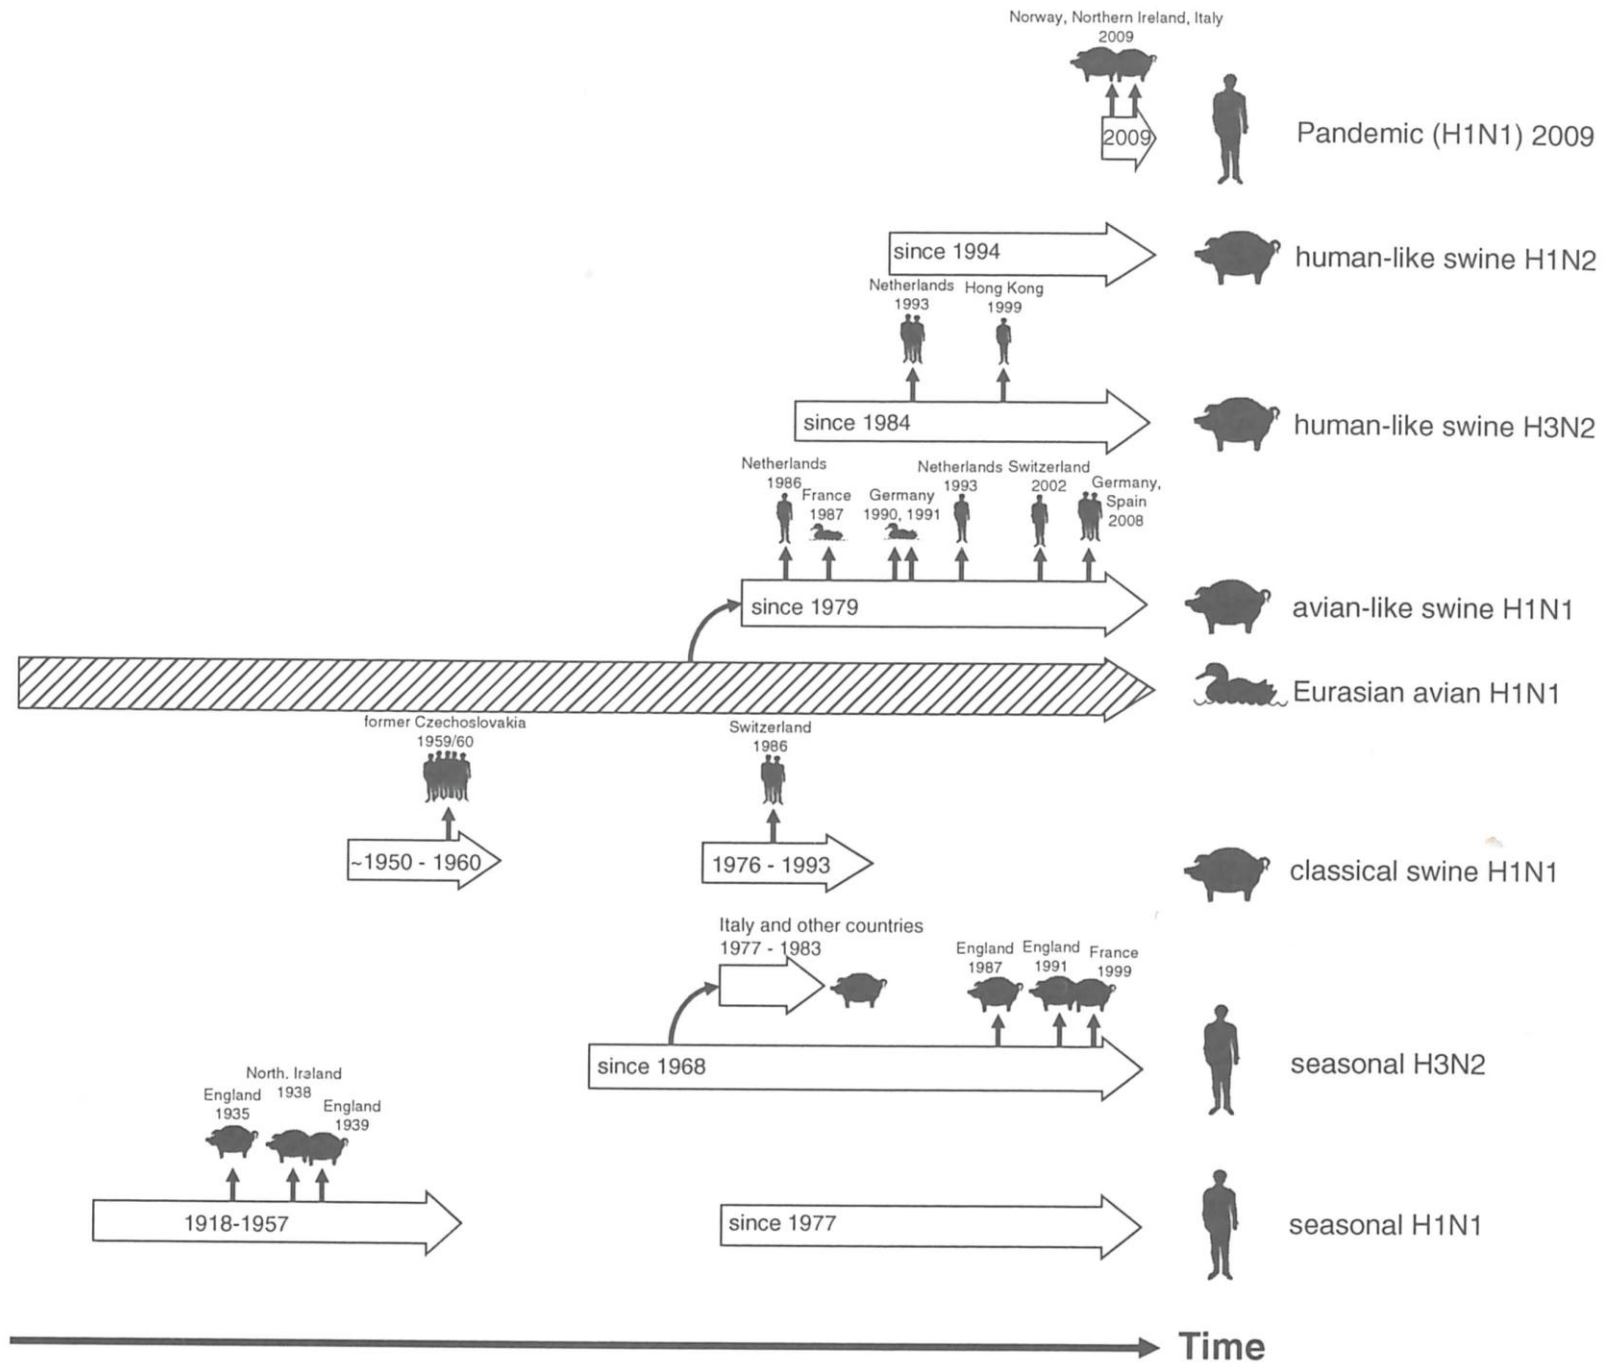 Norway, Northern Ireland, Italy
2009
2009
Pandemic (H1N1) 2009
since 1994
human-like swine H1N2
Netherlands
1993
Hong Kong
1999
since 1984
human-like swine H3N2
Netherlands
1986
France
1987
Germany
1990, 1991
Netherlands
1993
Switzerland
2002
Germany,
Spain
2008
since 1979
avian-like swine H1N1
Eurasian avian H1N1
former Czechoslovakia
1959/60
Switzerland
1986
~1950 - 1960
1976 - 1993
classical swine H1N1
Italy and other countries
1977 - 1983
England
1987
England
1991
France
1999
since 1968
seasonal H3N2
England
1935
North. Ireland
1938
England
1939
1918-1957
since 1977
seasonal H1N1
Time